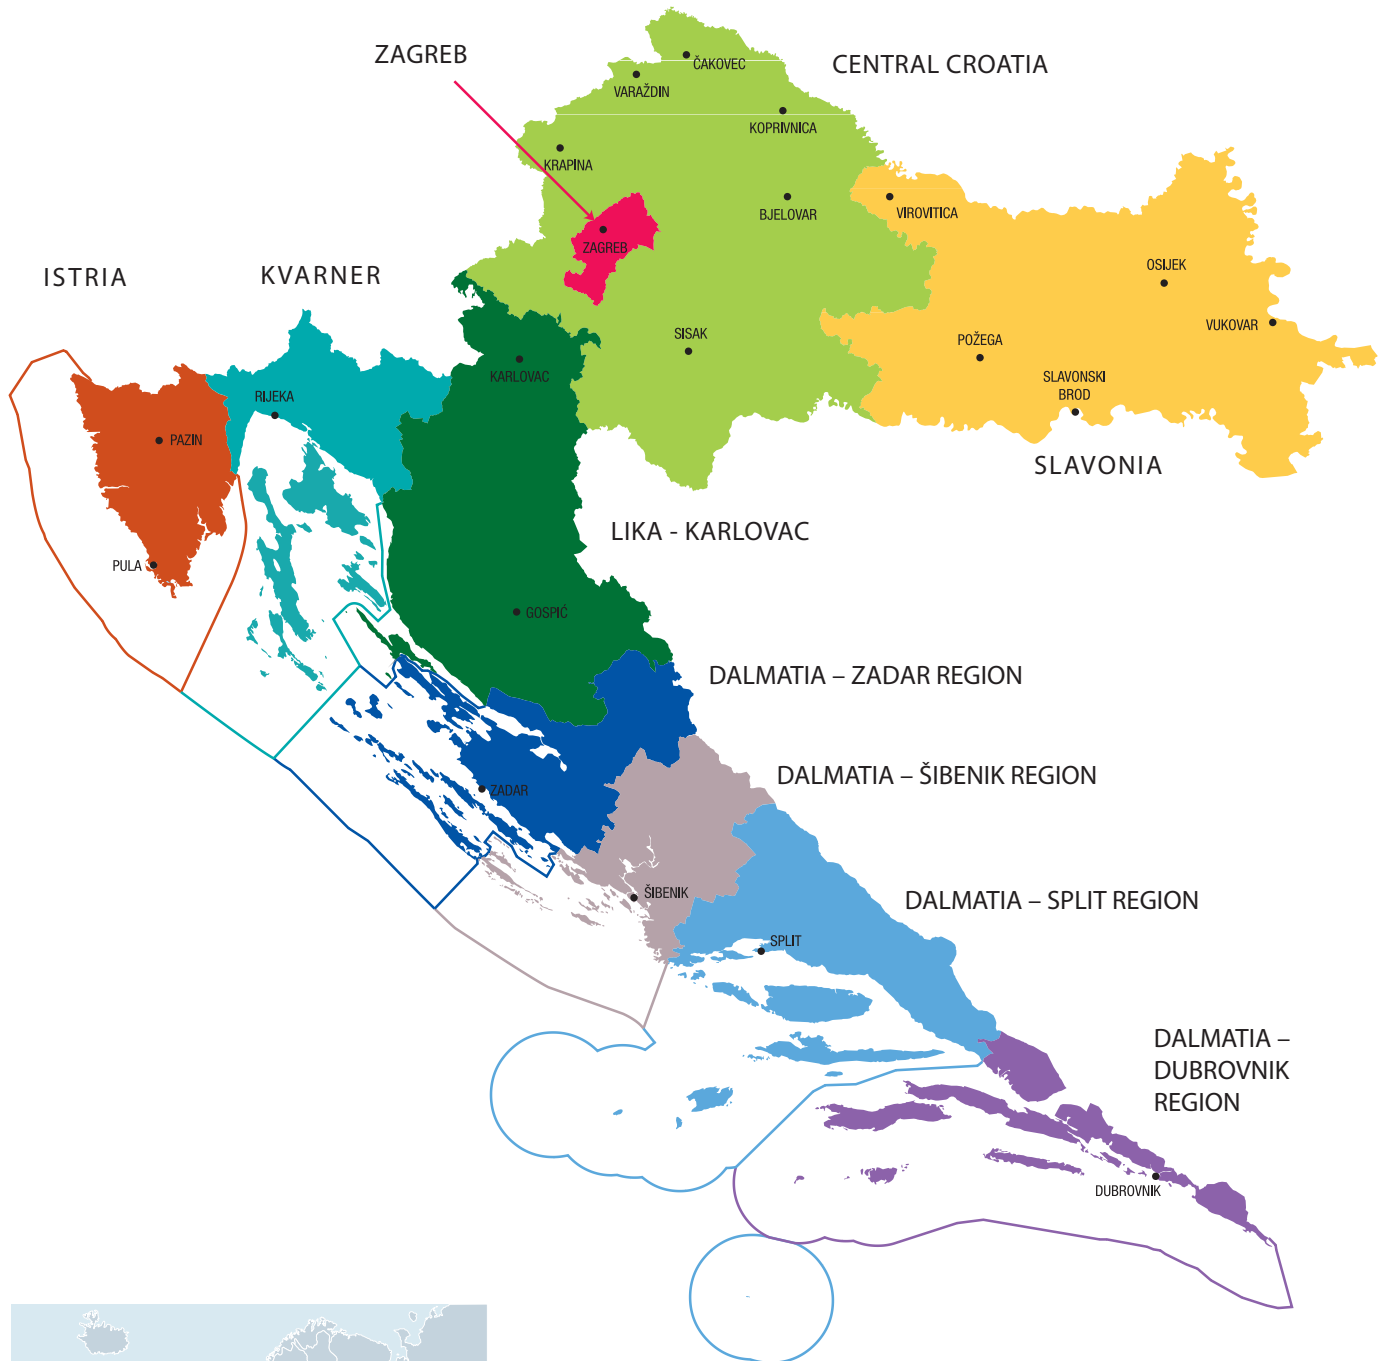 ZAGREB
CENTRAL CROATIA
ČAKOVEC
VARAŽDIN
KOPRIVNICA
KRAPINA
BJELOVAR
VIROVITICA
ZAGREB
ISTRIA
KVARNER
OSIJEK
VUKOVAR
SISAK
POŽEGA
KARLOVAC
SLAVONSKI
BROD
RIJEKA
PAZIN
SLAVONIA
LIKA - KARLOVAC
PULA
GOSPIĆ
DALMATIA – ZADAR REGION
DALMATIA – ŠIBENIK REGION
ZADAR
ŠIBENIK
DALMATIA – SPLIT REGION
SPLIT
DALMATIA –
DUBROVNIK
REGION
DUBROVNIK